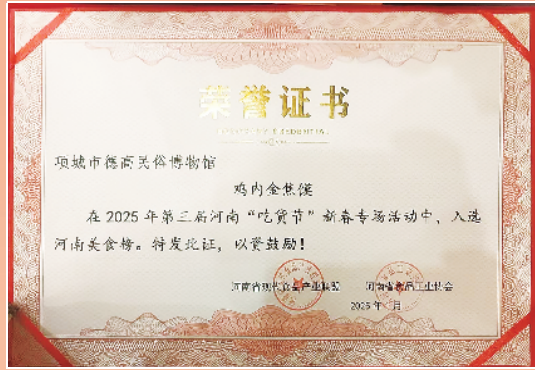 荣誉证书
项城市德高民俗博物馆
鸡内金焦馍
在2025年第三届河南“吃货节”新春专场活动中，入选
河南美食榜。特发此证，以资鼓励！
河南省现代食品产业联盟 河南省食品工业协会
2025年 月